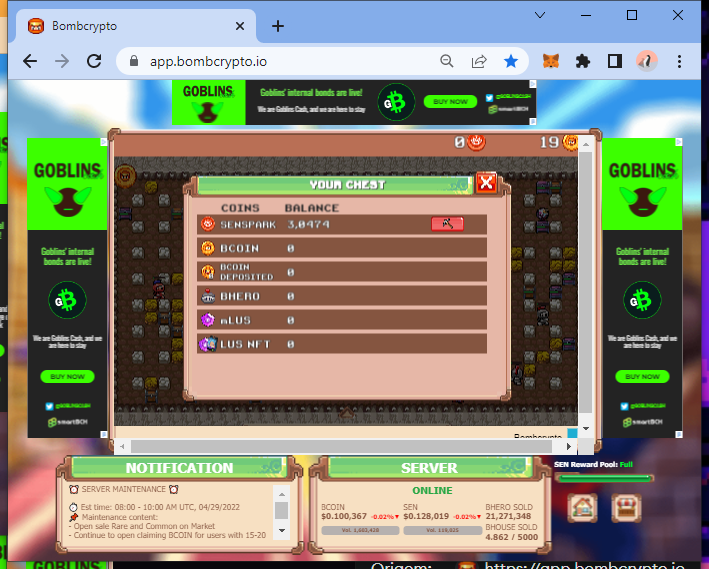 Bombcrypto
app.bombcrypto.io
GOBLINS
Goblins' internal bonds are live!
We are Goblins Cash, and we are here to stay
BUY NOW
smartBCH
0
19
GOBLINS
Goblins' internal
bonds are live!
We are Goblins Cash, and we
are here to stay
BUY NOW
smartBCH
YOUR CHEST
COINS BALANCE
SENSPARK 3,0474
BCOIN 0
BCOIN
DEPOSITED 0
BHERO 0
mLUS 0
LUS NFT 0
GOBLINS
Goblins' internal
bonds are live!
We are Goblins Cash, and we
are here to stay
BUY NOW
smartBCH
Bombcrypto
NOTIFICATION
SERVER MAINTENANCE
Est time: 08:00 - 10:00 AM UTC, 04/29/2022
Maintenance content:
- Open sale Rare and Common on Market
- Continue to open claiming BCOIN for users with 15-20
SERVER
ONLINE
BCOIN SEN BHERO SOLD
$0.100,367 -0.02%▼ $0.128,019 -0.02%▼ 21,271,348
BHOUSE SOLD
4.862 / 5000
SEN Reward Pool: Full
Origem: https://app.bombcrypto.io